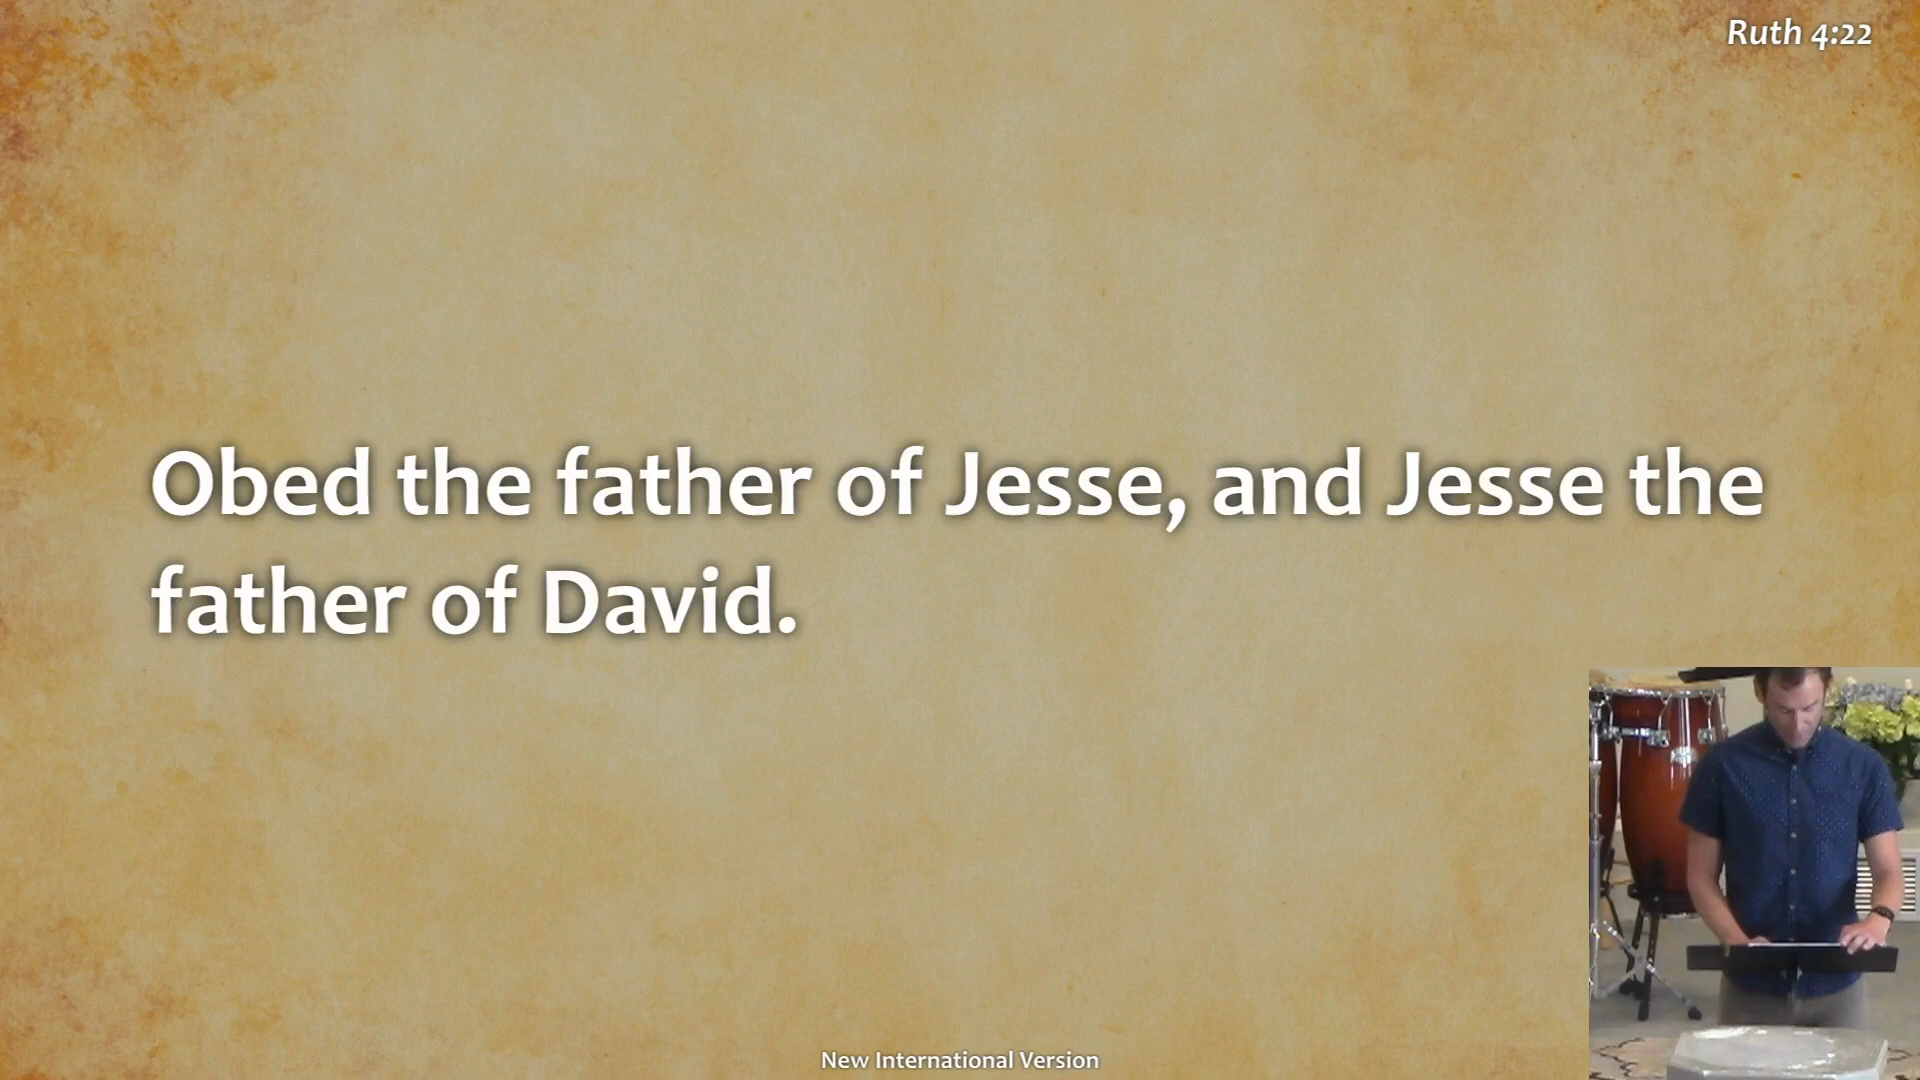 Ruth 4:22
Obed the father of Jesse, and Jesse the
father of David.
New International Version